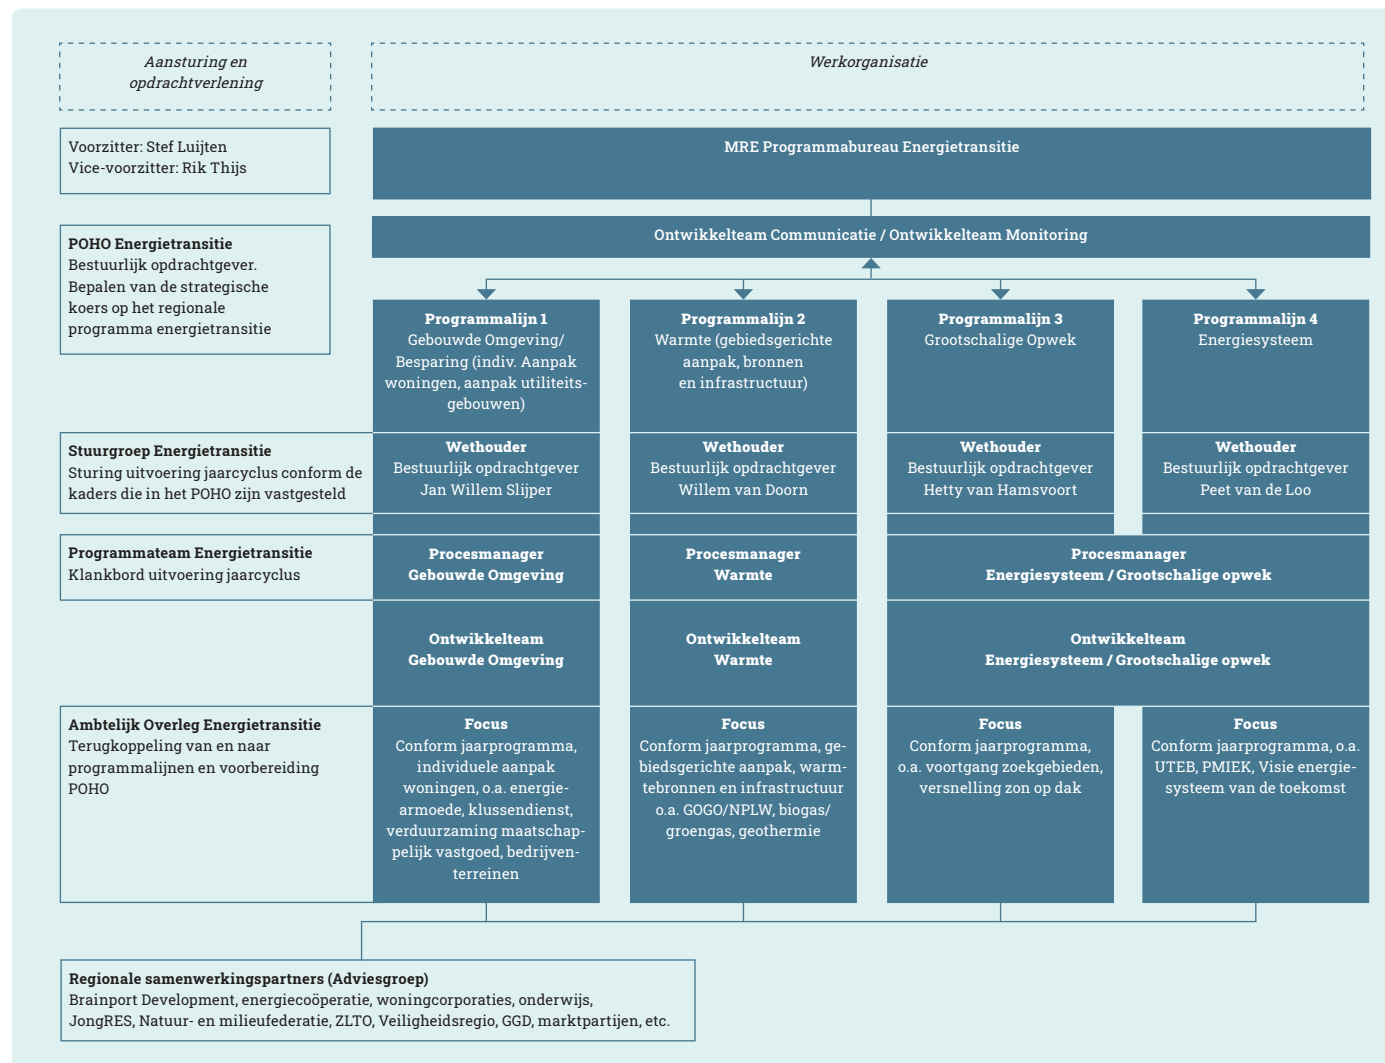 Aansturing en
opdrachtverlening
Werkorganisatie
Voorzitter: Stef Luijten
Vice-voorzitter: Rik Thijs
MRE Programmabureau Energietransitie
Ontwikkelteam Communicatie / Ontwikkelteam Monitoring
POHO Energietransitie
Bestuurlijk opdrachtgever.
Bepalen van de strategische
koers op het regionale
programma energietransitie
Programmalijn 1
Gebouwde Omgeving/
Besparing (indiv. Aanpak
woningen, aanpak utiliteits-
gebouwen)
Programmalijn 2
Warmte (gebiedsgerichte
aanpak, bronnen
en infrastructuur)
Programmalijn 3
Grootschalige Opwek
Programmalijn 4
Energiesysteem
Stuurgroep Energietransitie
Sturing uitvoering jaarcyclus conform de
kaders die in het POHO zijn vastgesteld
Wethouder
Bestuurlijk opdrachtgever
Jan Willem Slijper
Wethouder
Bestuurlijk opdrachtgever
Willem van Doorn
Wethouder
Bestuurlijk opdrachtgever
Hetty van Hamsvoort
Wethouder
Bestuurlijk opdrachtgever
Peet van de Loo
Programmateam Energietransitie
Klankbord uitvoering jaarcyclus
Procesmanager
Gebouwde Omgeving
Procesmanager
Warmte
Procesmanager
Energiesysteem / Grootschalige opwek
Ontwikkelteam
Gebouwde Omgeving
Ontwikkelteam
Warmte
Ontwikkelteam
Energiesysteem / Grootschalige opwek
Ambtelijk Overleg Energietransitie
Terugkoppeling van en naar
programmalijnen en voorbereiding
POHO
Focus
Conform jaarprogramma,
individuele aanpak
woningen, o.a. energie-
armoede, klussendienst,
verduurzaming maatschap-
pelijk vastgoed, bedrijven-
terreinen
Focus
Conform jaarprogramma, ge-
biedsgerichte aanpak, warm-
tebronnen en infrastructuur
o.a. GOGO/NPLW, biogas/
groengas, geothermie
Focus
Conform jaarprogramma,
o.a. voortgang zoekgebieden,
versnelling zon op dak
Focus
Conform jaarprogramma, o.a.
UTEB, PMIEK, Visie energie-
systeem van de toekomst
Regionale samenwerkingspartners (Adviesgroep)
Brainport Development, energiecoöperatie, woningcorporaties, onderwijs,
JongRES, Natuur- en milieufederatie, ZLTO, Veiligheidsregio, GGD, marktpartijen, etc.